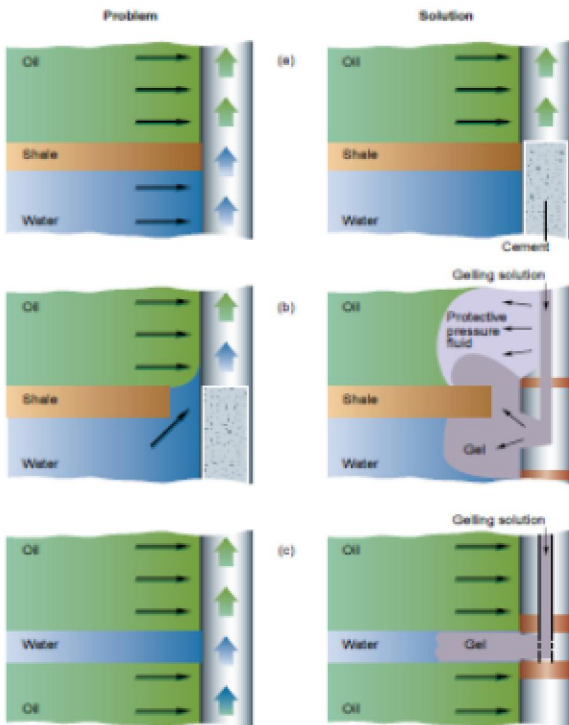 Problem
Solution
Oil
(a)
Oil
Shale
Shale
Water
Water
Cement
Gelling solution
Oil
(b)
Oil
Protective
pressure
fluid
Shale
Shale
Water
Gel
Water
Gelling solution
Oil
(c)
Oil
Water
Water
Gel
Oil
Oil